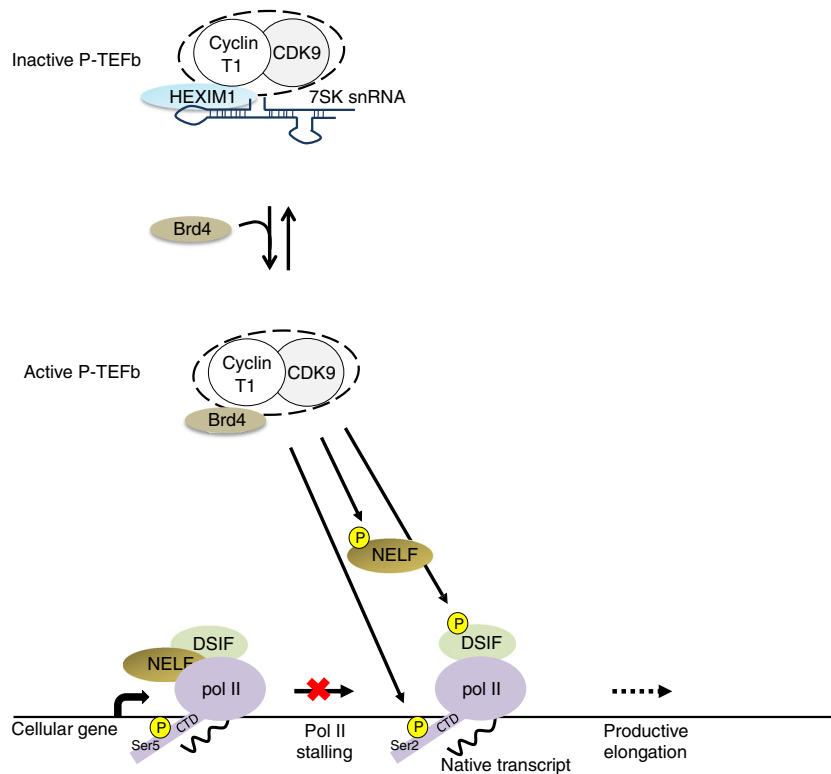 Inactive P-TEFb
Cyclin
T1
CDK9
HEXIM1
7SK snRNA
Brd4
Active P-TEFb
Cyclin
T1
CDK9
Brd4
P
NELF
P
DSIF
DSIF
NELF
pol II
pol II
Cellular gene
P
CTD
Ser5
Pol II
stalling
P
CTD
Ser2
Native transcript
Productive
elongation